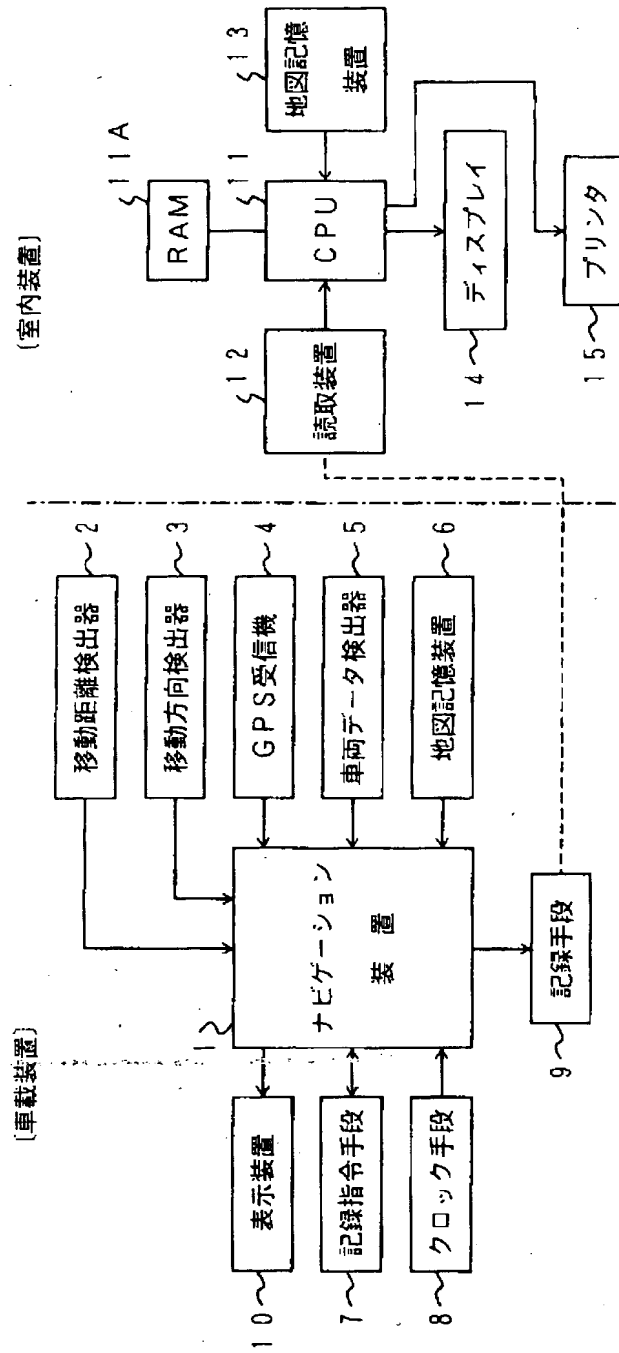 〔車載装置〕
1
ナビゲーション
装置
移動距離検出器
2
移動方向検出器
3
GPS受信機
4
車両データ検出器
5
地図記憶装置
6
表示装置
10
記録指令手段
7
クロック手段
8
記録手段
9
〔室内装置〕
RAM
11A
CPU
11
読取装置
12
地図記憶
装置
13
ディスプレイ
14
プリンタ
15